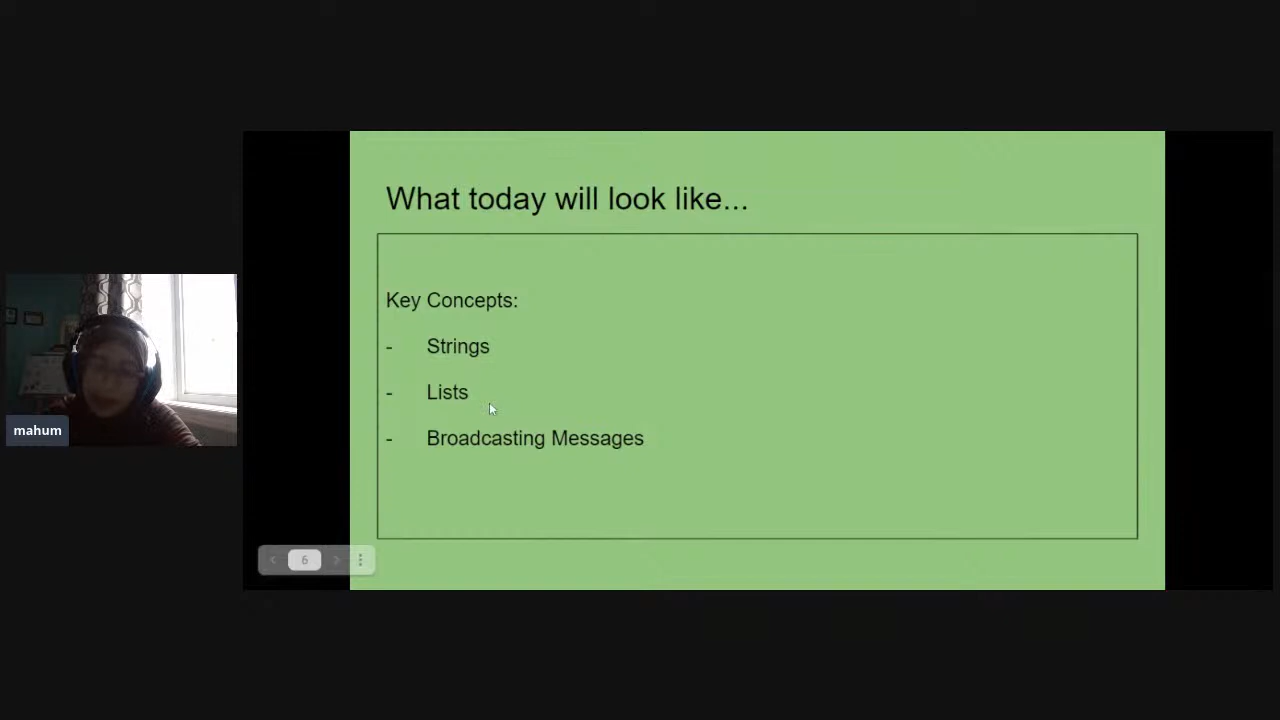 What today will look like...
Key Concepts:
- Strings
- Lists
- Broadcasting Messages
mahum
6